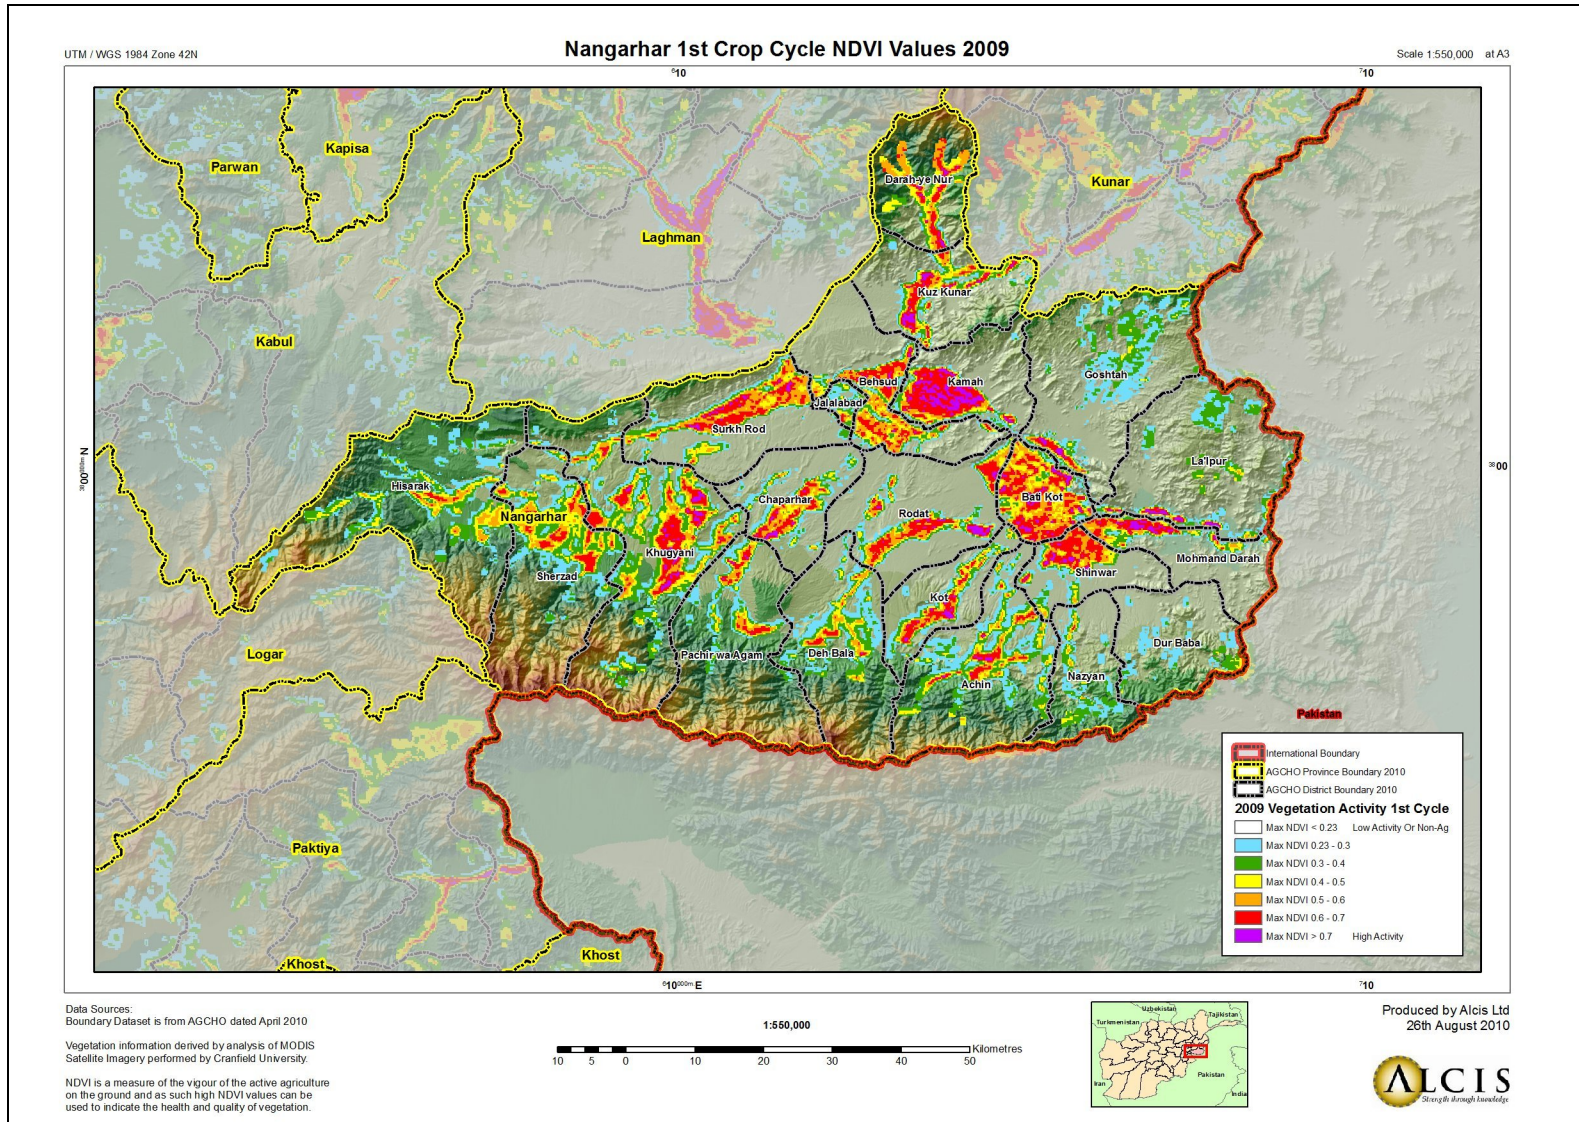 Nangarhar 1st Crop Cycle NDVI Values 2009
UTM / WGS 1984 Zone 42N
Scale 1:550,000 at A3
⁶10
⁷10
Parwan
Kapisa
Laghman
Kunar
Kabul
Darah-ye Nur
Kuz Kunar
Goshtah
Behsud
Kamah
Jalalabad
Surkh Rod
La'lpur
³⁸00⁰⁰⁰ᵐ N
³⁸00
Hisarak
Nangarhar
Chaparhar
Bati Kot
Rodat
Khugyani
Sherzad
Shinwar
Mohmand Darah
Kot
Logar
Pachir wa Agam
Deh Bala
Achin
Nazyan
Dur Baba
Pakistan
Paktiya
Khost
Khost
International Boundary
AGCHO Province Boundary 2010
AGCHO District Boundary 2010
2009 Vegetation Activity 1st Cycle
Max NDVI < 0.23 Low Activity Or Non-Ag
Max NDVI 0.23 - 0.3
Max NDVI 0.3 - 0.4
Max NDVI 0.4 - 0.5
Max NDVI 0.5 - 0.6
Max NDVI 0.6 - 0.7
Max NDVI > 0.7 High Activity
⁶10⁰⁰⁰ᵐ E
⁷10
Data Sources:
Boundary Dataset is from AGCHO dated April 2010
Vegetation information derived by analysis of MODIS
Satellite Imagery performed by Cranfield University.
NDVI is a measure of the vigour of the active agriculture
on the ground and as such high NDVI values can be
used to indicate the health and quality of vegetation.
1:550,000
Kilometres
10 5 0 10 20 30 40 50
Uzbekistan
Tajikistan
Turkmenistan
Iran
Pakistan
India
Produced by Alcis Ltd
26th August 2010
ALCIS
Strength through knowledge